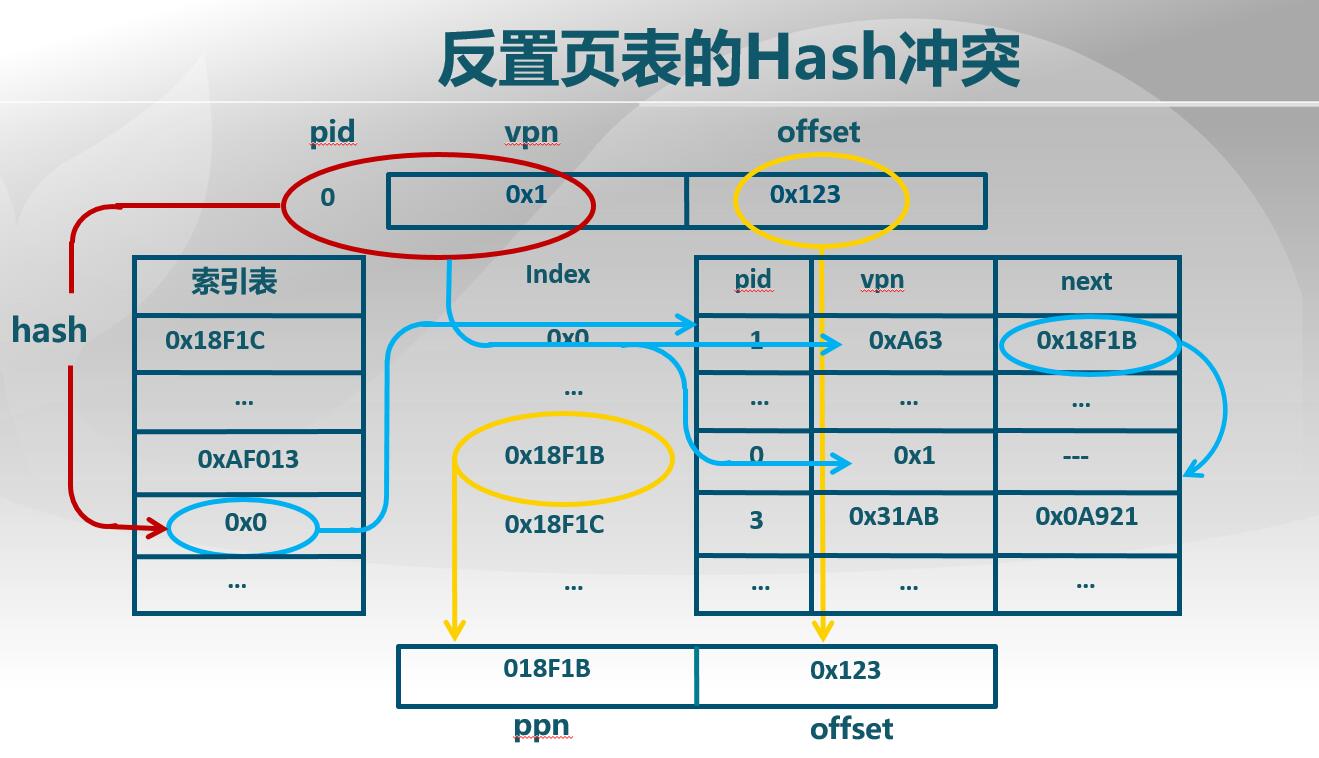 反置页表的Hash冲突
pid vpn offset
0 0x1 0x123
索引表 Index pid vpn next
hash
0x18F1C 0x0 1 0xA63 0x18F1B
... ... ... ... ...
0xAF013 0x18F1B 0 0x1 ---
0x0 0x18F1C 3 0x31AB 0x0A921
... ... ... ... ...
018F1B 0x123
ppn offset